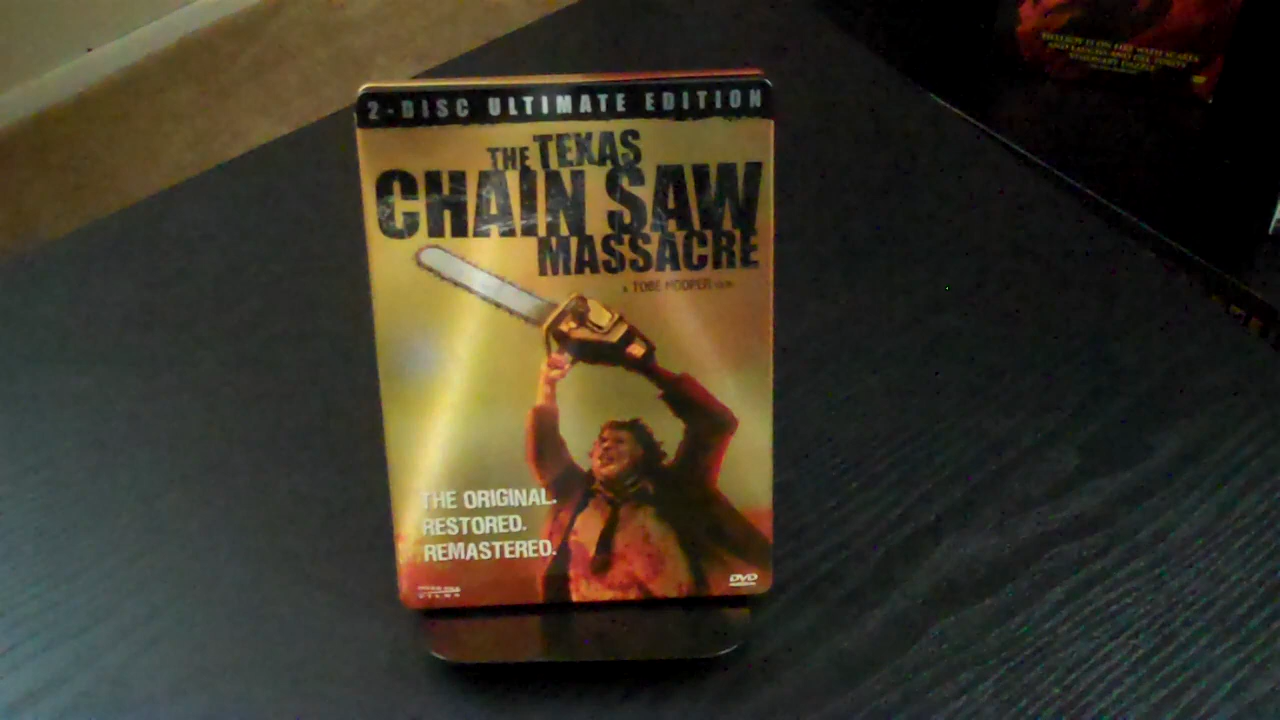 2-DISC ULTIMATE EDITION
THE TEXAS
CHAIN SAW
MASSACRE
A TOBE HOOPER FILM
THE ORIGINAL.
RESTORED.
REMASTERED.
DVD